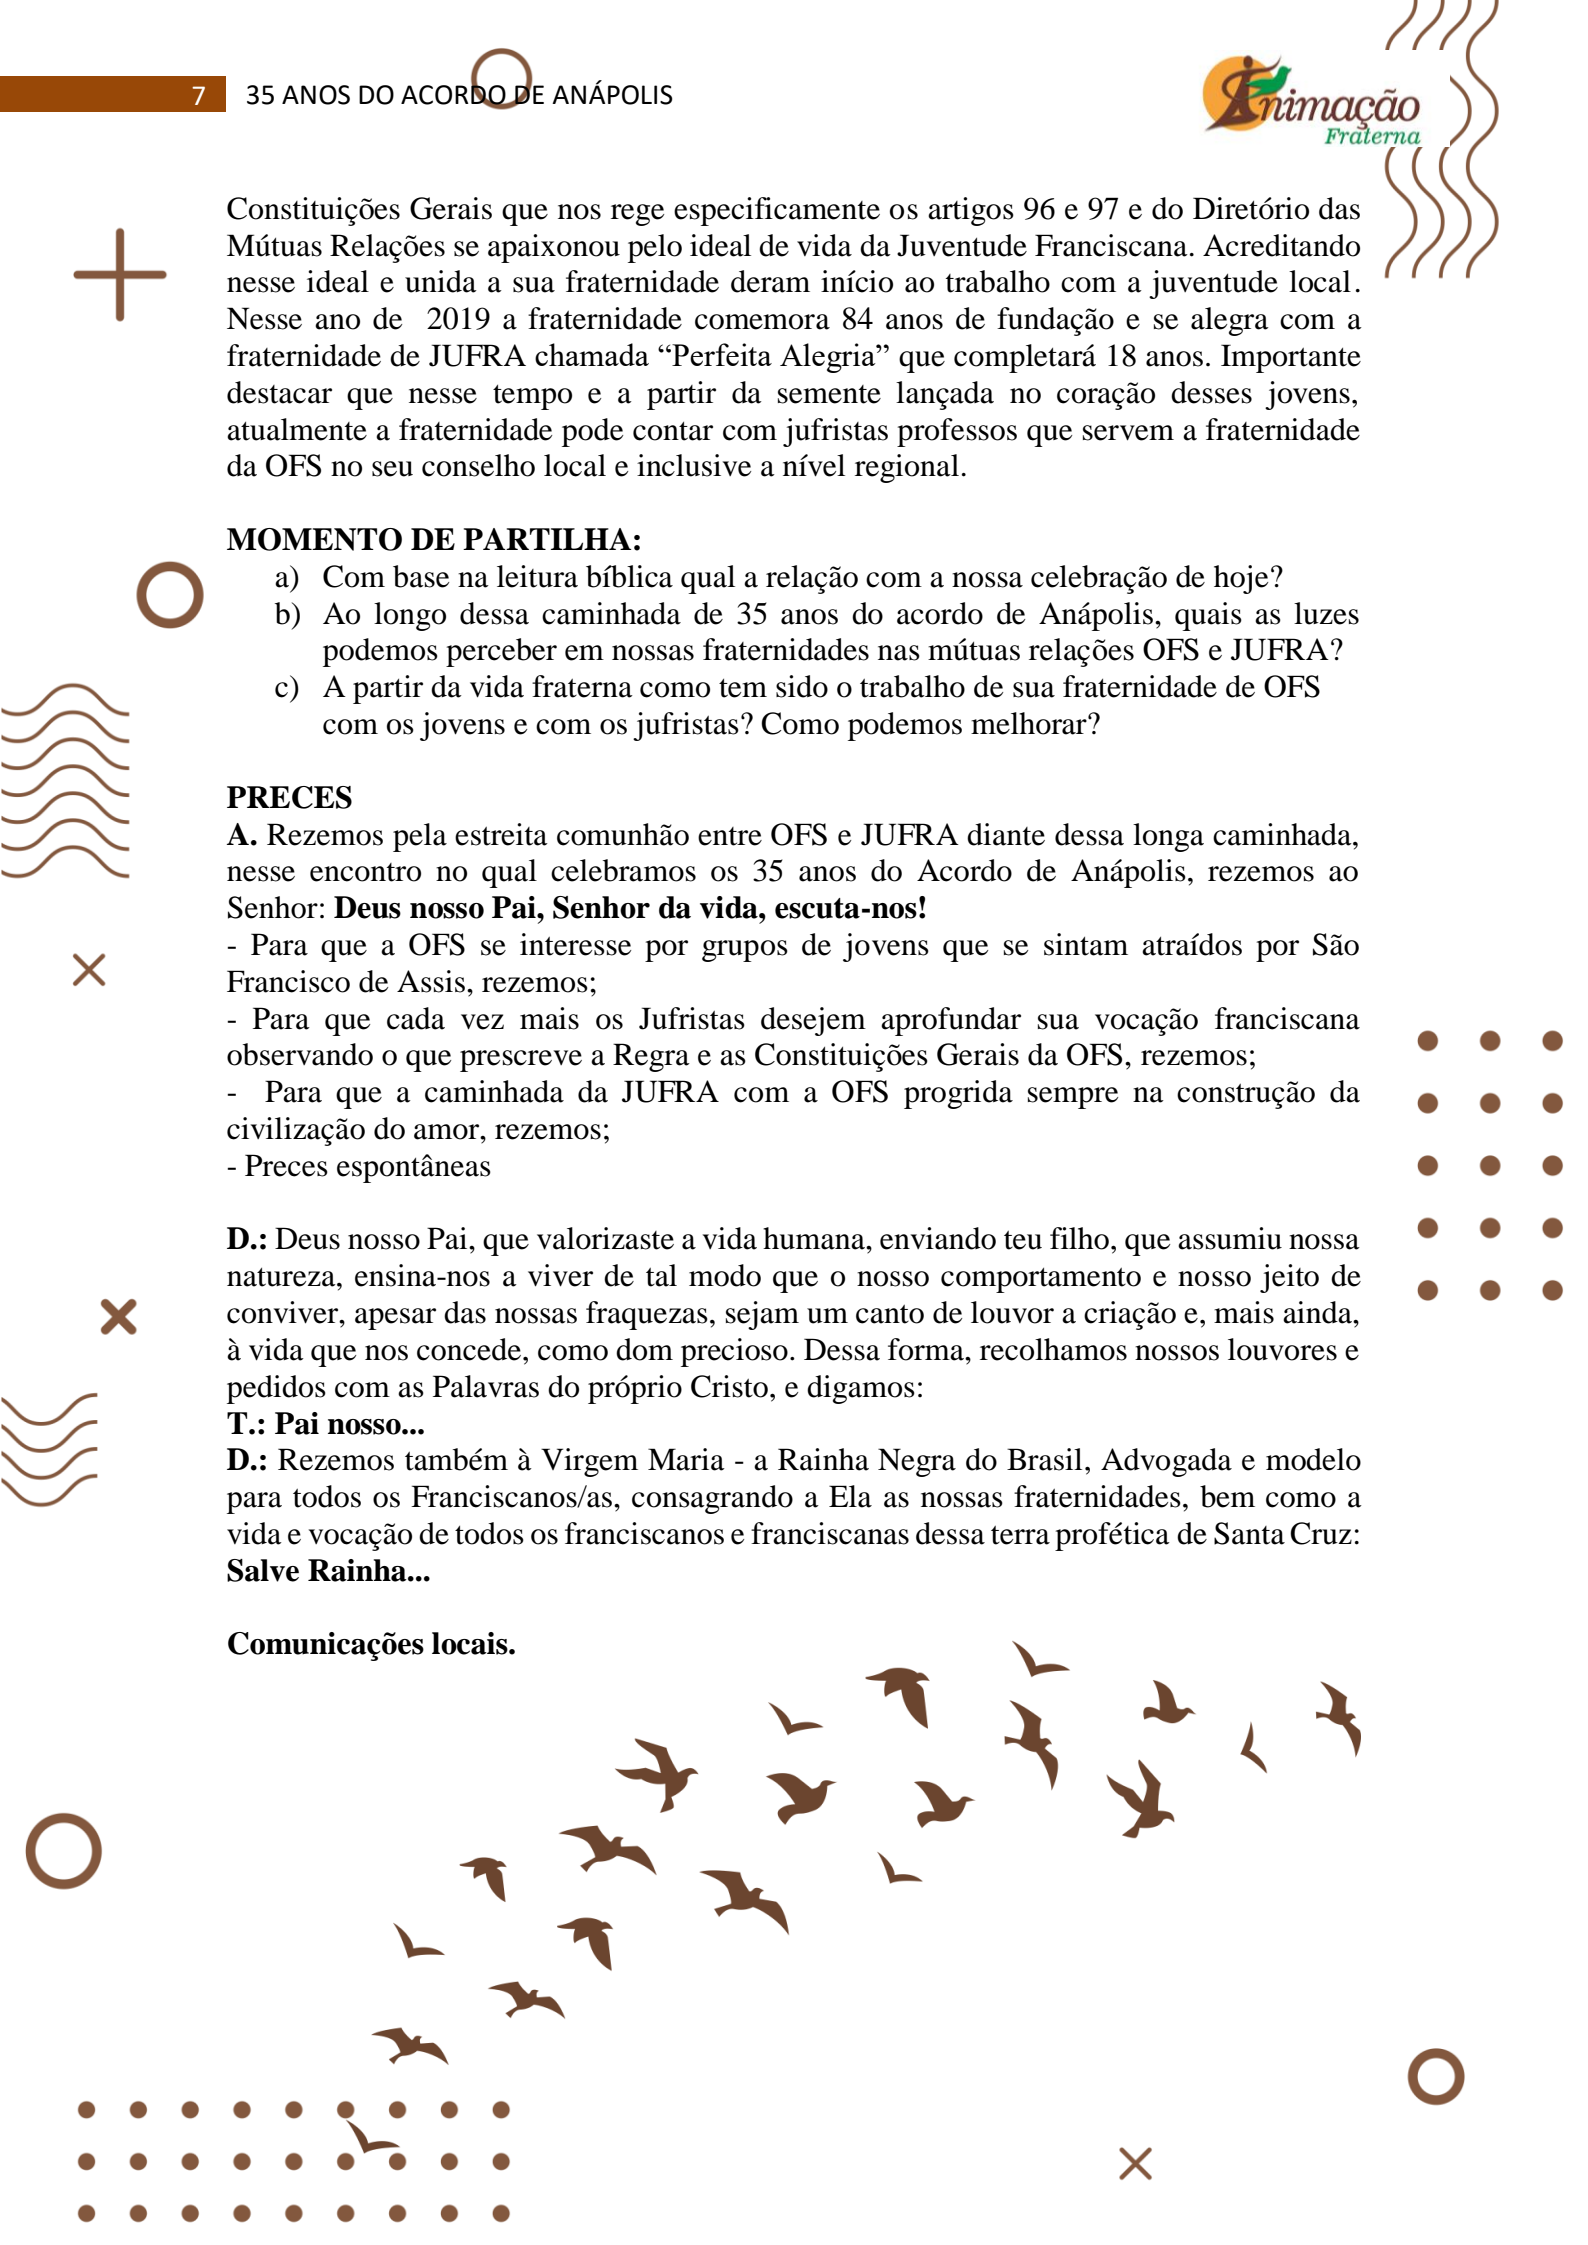 7 35 ANOS DO ACORDO DE ANÁPOLIS
Animação
Fraterna
Constituições Gerais que nos rege especificamente os artigos 96 e 97 e do Diretório das
Mútuas Relações se apaixonou pelo ideal de vida da Juventude Franciscana. Acreditando
nesse ideal e unida a sua fraternidade deram início ao trabalho com a juventude local.
Nesse ano de 2019 a fraternidade comemora 84 anos de fundação e se alegra com a
fraternidade de JUFRA chamada “Perfeita Alegria” que completará 18 anos. Importante
destacar que nesse tempo e a partir da semente lançada no coração desses jovens,
atualmente a fraternidade pode contar com jufristas professos que servem a fraternidade
da OFS no seu conselho local e inclusive a nível regional.
MOMENTO DE PARTILHA:
a) Com base na leitura bíblica qual a relação com a nossa celebração de hoje?
b) Ao longo dessa caminhada de 35 anos do acordo de Anápolis, quais as luzes
podemos perceber em nossas fraternidades nas mútuas relações OFS e JUFRA?
c) A partir da vida fraterna como tem sido o trabalho de sua fraternidade de OFS
com os jovens e com os jufristas? Como podemos melhorar?
PRECES
A. Rezemos pela estreita comunhão entre OFS e JUFRA diante dessa longa caminhada,
nesse encontro no qual celebramos os 35 anos do Acordo de Anápolis, rezemos ao
Senhor: Deus nosso Pai, Senhor da vida, escuta-nos!
- Para que a OFS se interesse por grupos de jovens que se sintam atraídos por São
Francisco de Assis, rezemos;
- Para que cada vez mais os Jufristas desejem aprofundar sua vocação franciscana
observando o que prescreve a Regra e as Constituições Gerais da OFS, rezemos;
- Para que a caminhada da JUFRA com a OFS progrida sempre na construção da
civilização do amor, rezemos;
- Preces espontâneas
D.: Deus nosso Pai, que valorizaste a vida humana, enviando teu filho, que assumiu nossa
natureza, ensina-nos a viver de tal modo que o nosso comportamento e nosso jeito de
conviver, apesar das nossas fraquezas, sejam um canto de louvor a criação e, mais ainda,
à vida que nos concede, como dom precioso. Dessa forma, recolhamos nossos louvores e
pedidos com as Palavras do próprio Cristo, e digamos:
T.: Pai nosso...
D.: Rezemos também à Virgem Maria - a Rainha Negra do Brasil, Advogada e modelo
para todos os Franciscanos/as, consagrando a Ela as nossas fraternidades, bem como a
vida e vocação de todos os franciscanos e franciscanas dessa terra profética de Santa Cruz:
Salve Rainha...
Comunicações locais.